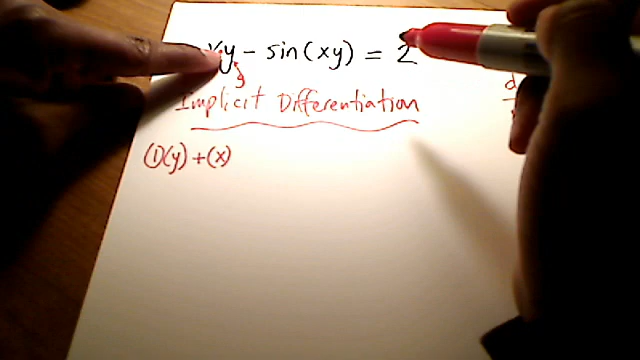 xy - sin(xy) = 2
Implicit Differentiation
(1)(y) + (x)
d